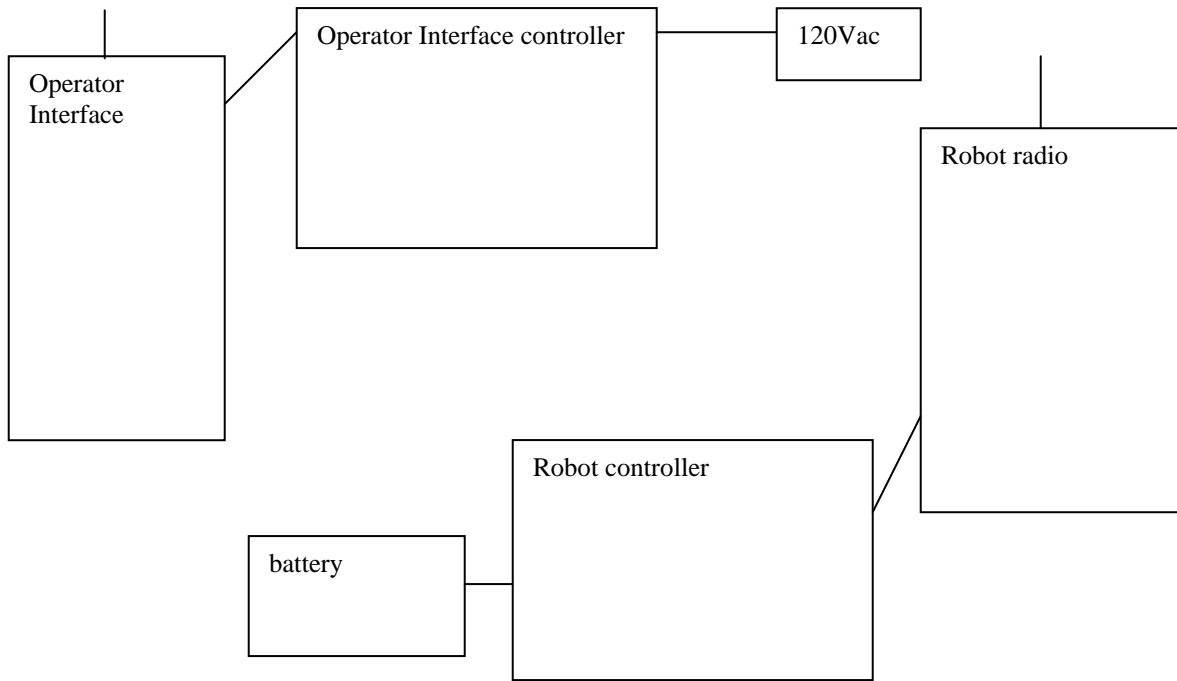 Operator
Interface
Operator Interface controller
120Vac
Robot radio
Robot controller
battery